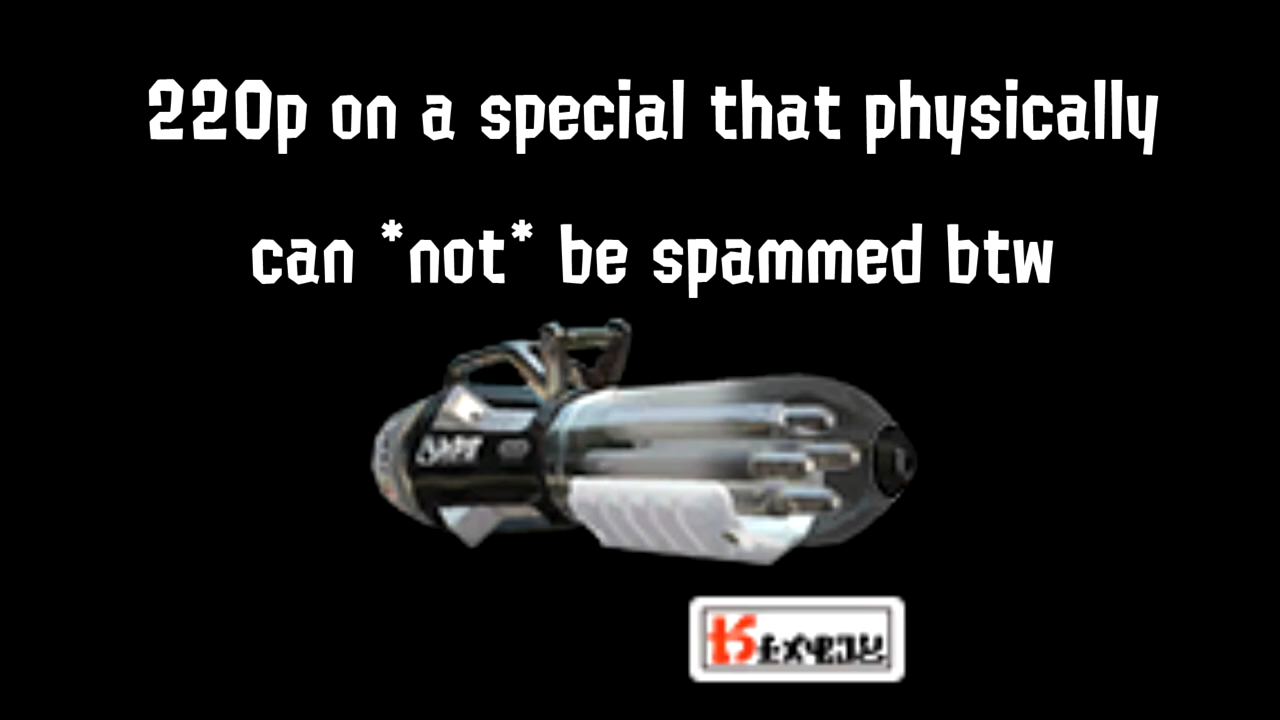 220p on a special that physically
can *not* be spammed btw